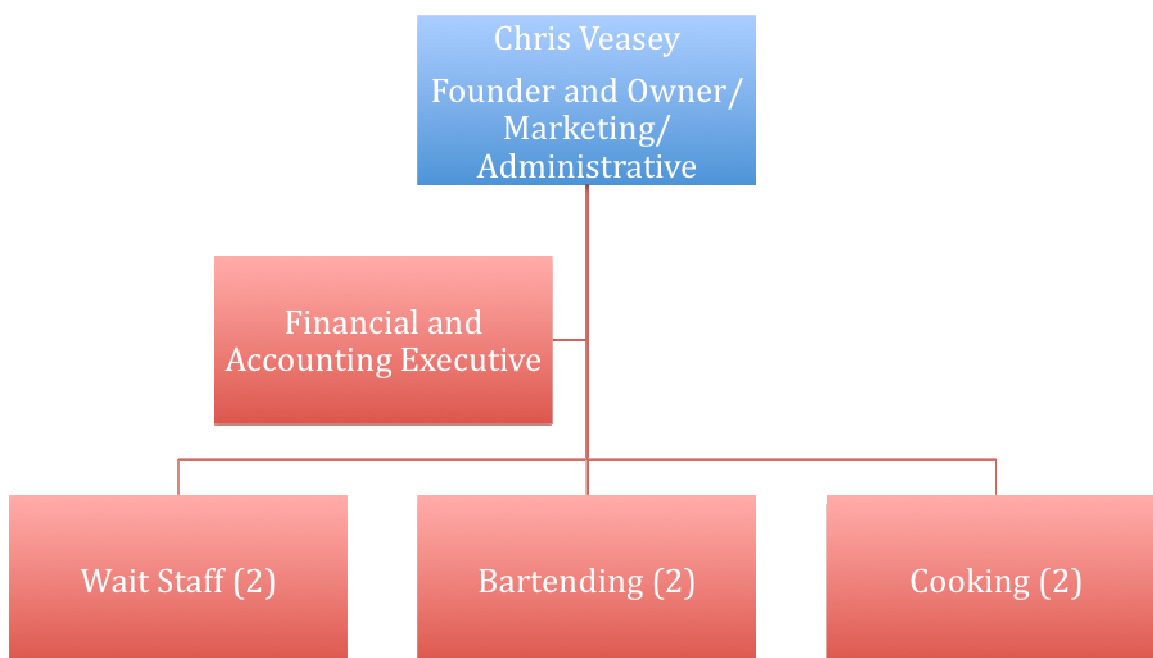 Chris Veasey
Founder and Owner/
Marketing/
Administrative
Financial and
Accounting Executive
Wait Staff (2)
Bartending (2)
Cooking (2)